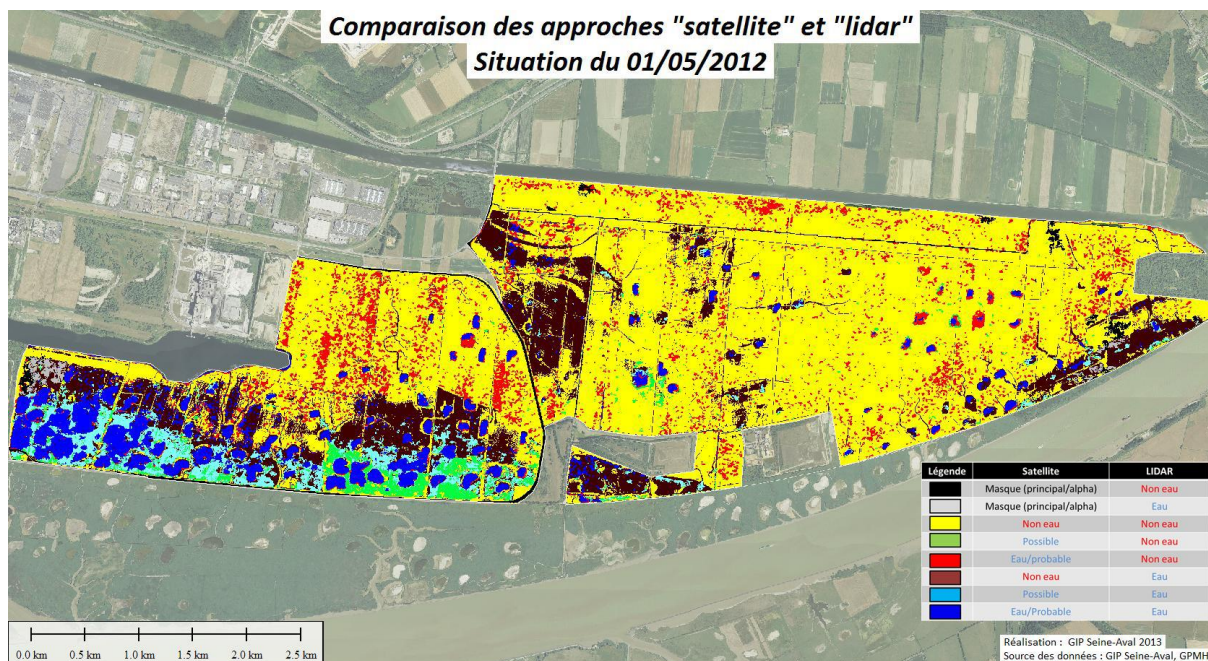 Comparaison des approches "satellite" et "lidar"
Situation du 01/05/2012
Légende Satellite LIDAR
Masque (principal/alpha) Non eau
Masque (principal/alpha) Eau
Non eau Non eau
Possible Non eau
Eau/probable Non eau
Non eau Eau
Possible Eau
Eau/Probable Eau
0.0 km 0.5 km 1.0 km 1.5 km 2.0 km 2.5 km
Réalisation : GIP Seine-Aval 2013
Source des données : GIP Seine-Aval, GPMH